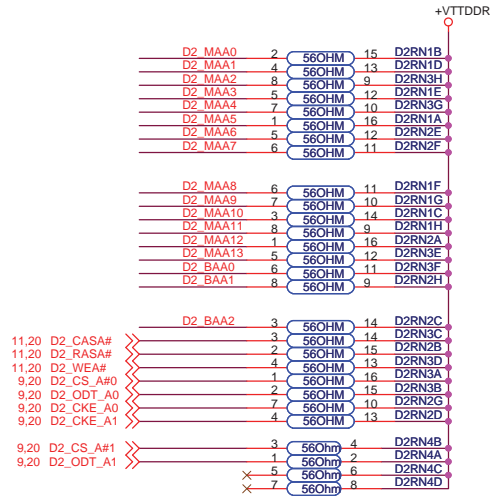 +VTTDDR
D2_MAA0 2 56OHM 15 D2RN1B
D2_MAA1 4 56OHM 13 D2RN1D
D2_MAA2 8 56OHM 9 D2RN3H
D2_MAA3 5 56OHM 12 D2RN1E
D2_MAA4 7 56OHM 10 D2RN3G
D2_MAA5 1 56OHM 16 D2RN1A
D2_MAA6 5 56OHM 12 D2RN2E
D2_MAA7 6 56OHM 11 D2RN2F
D2_MAA8 6 56OHM 11 D2RN1F
D2_MAA9 7 56OHM 10 D2RN1G
D2_MAA10 3 56OHM 14 D2RN1C
D2_MAA11 8 56OHM 9 D2RN1H
D2_MAA12 1 56OHM 16 D2RN2A
D2_MAA13 5 56OHM 12 D2RN3E
D2_BAA0 6 56OHM 11 D2RN3F
D2_BAA1 8 56OHM 9 D2RN2H
D2_BAA2 3 56OHM 14 D2RN2C
11,20 D2_CASA# 3 56OHM 14 D2RN3C
11,20 D2_RASA# 2 56OHM 15 D2RN2B
11,20 D2_WEA# 4 56OHM 13 D2RN3D
9,20 D2_CS_A#0 1 56OHM 16 D2RN3A
9,20 D2_ODT_A0 2 56OHM 15 D2RN3B
9,20 D2_CKE_A0 7 56OHM 10 D2RN2G
9,20 D2_CKE_A1 4 56OHM 13 D2RN2D
9,20 D2_CS_A#1 3 56Ohm 4 D2RN4B
9,20 D2_ODT_A1 1 56Ohm 2 D2RN4A
5 56Ohm 6 D2RN4C
7 56Ohm 8 D2RN4D